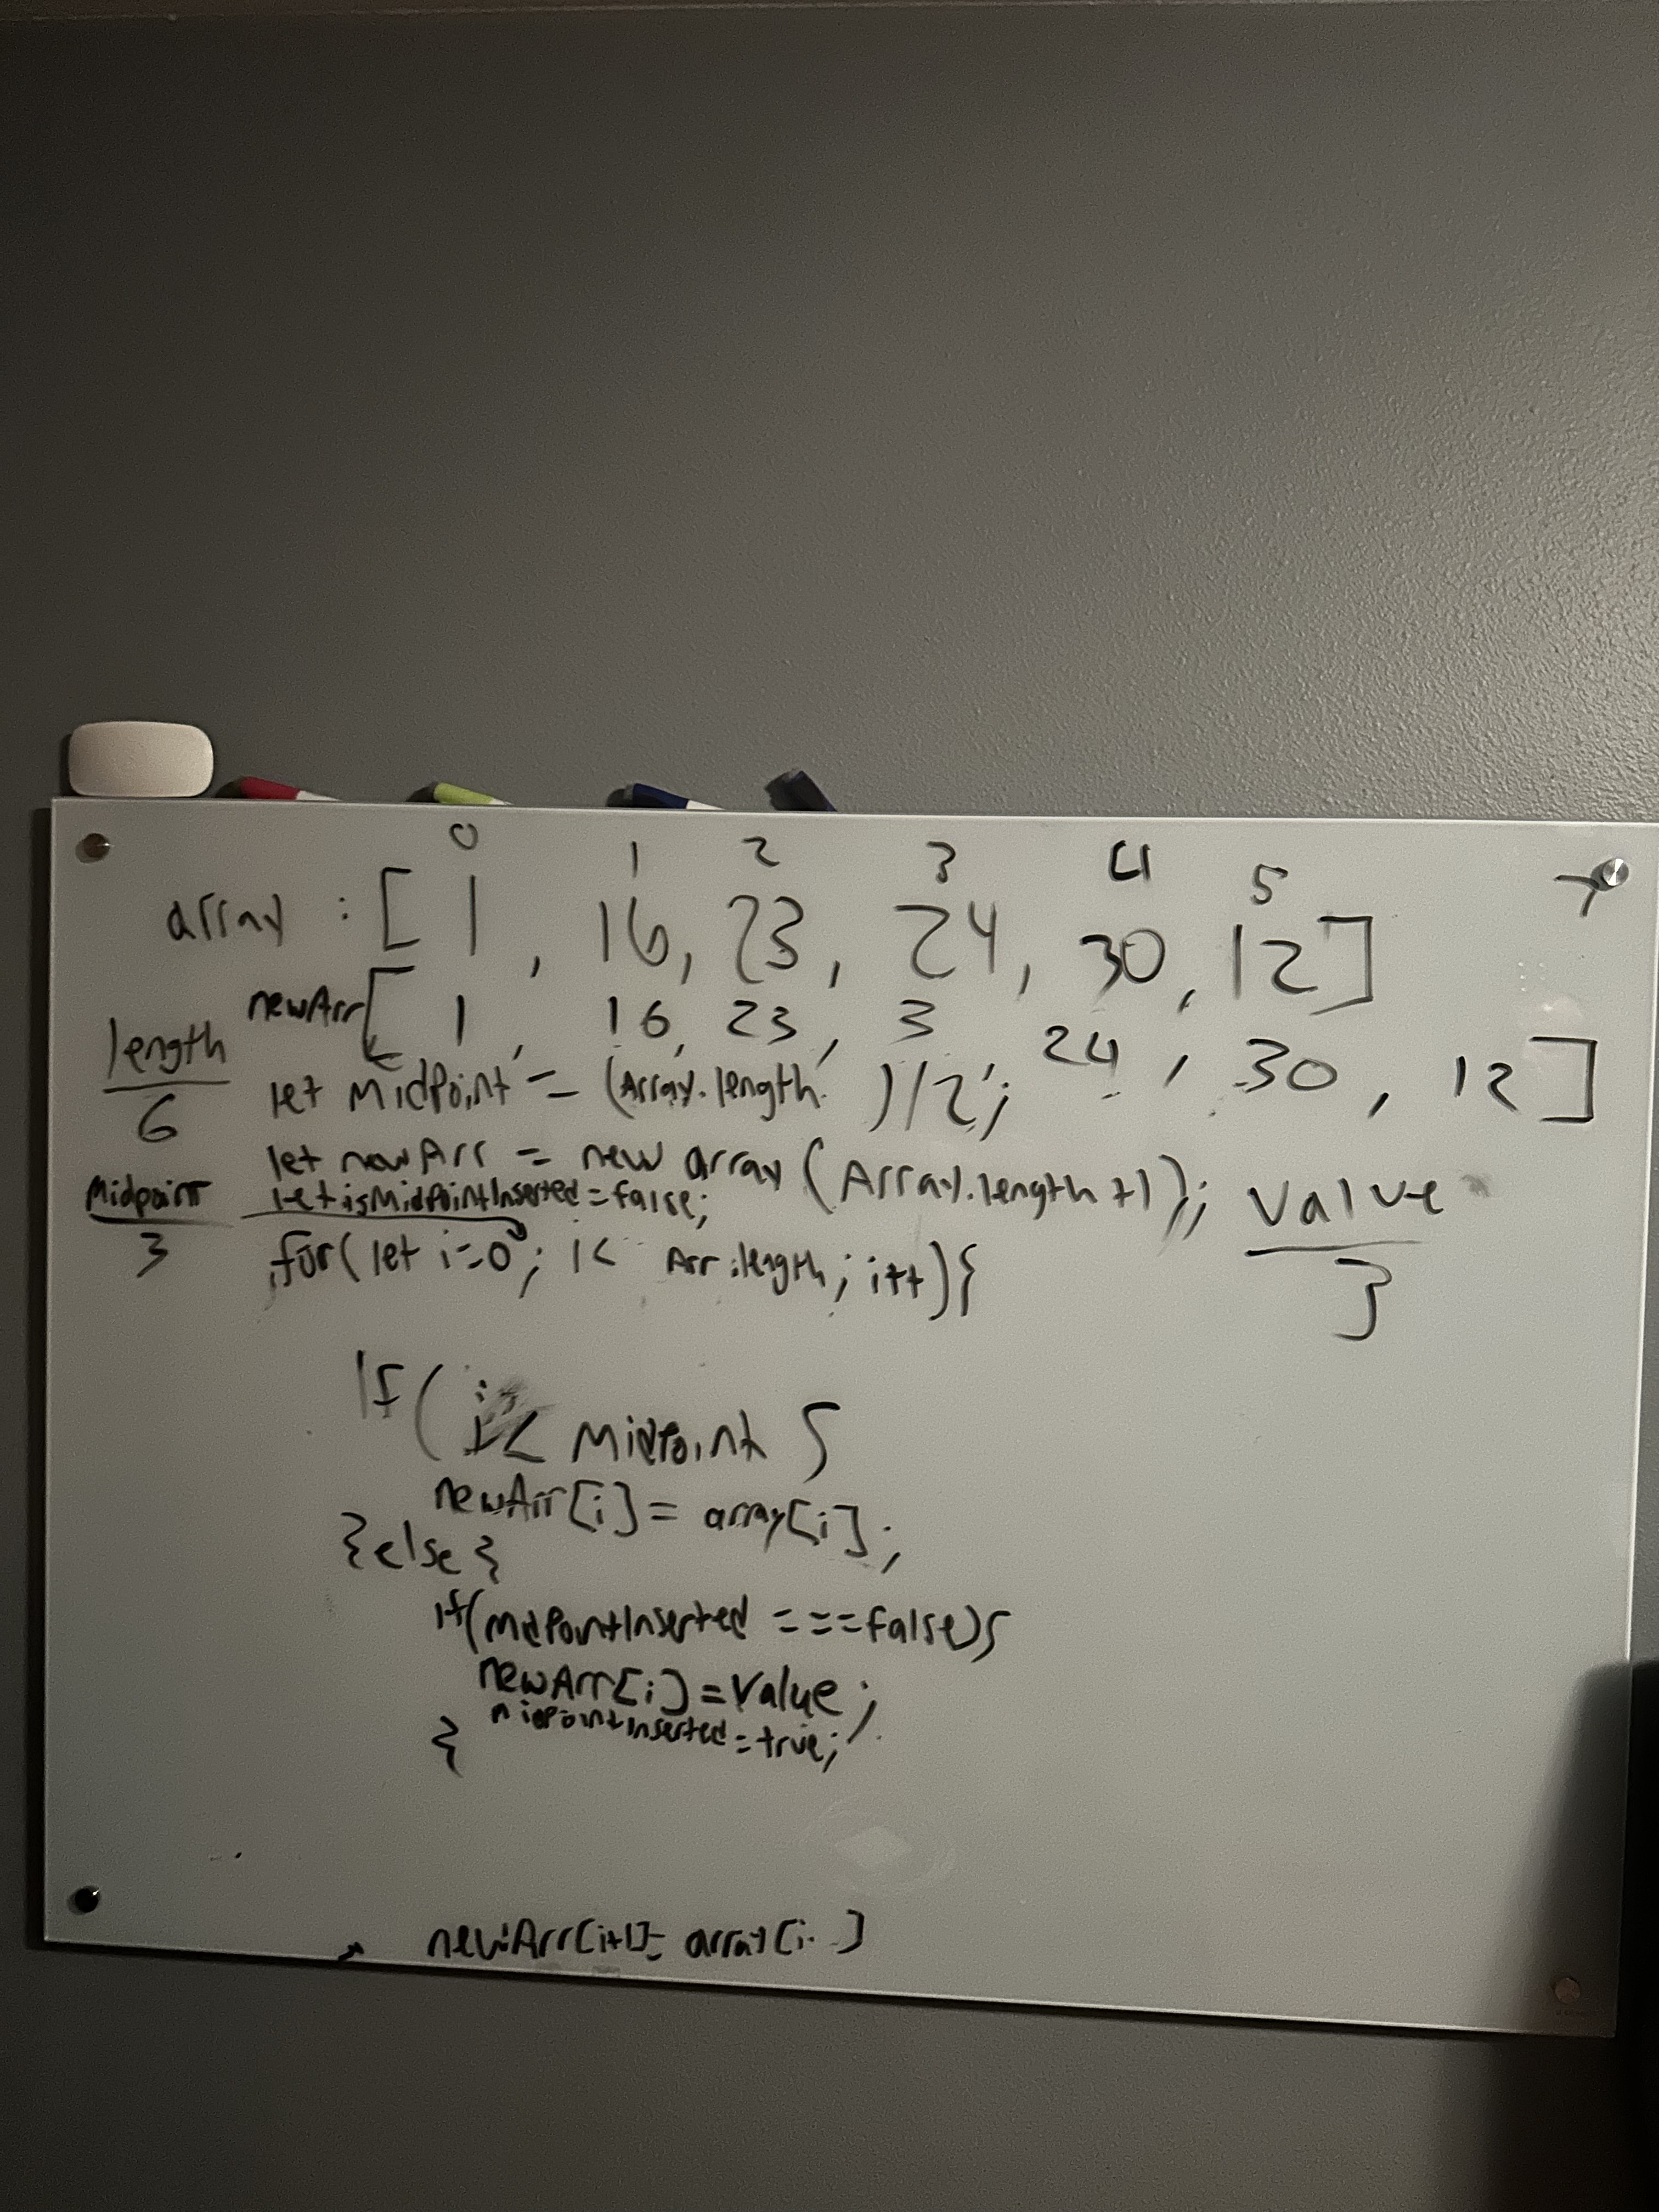 0 1 2 3 4 5 7
array : [ 1 , 16, 23, 24, 30, 12 ]
newArr [ 1, 16, 23, 3, 24, 30, 12 ]
length
6
let MidPoint = (Array.length )/2;
let newArr = new array (Array.length+1);
let isMidPointInserted = false;
Midpoint
3
value
3
for( let i=0; i< Arr.length; i++){
If( i< MidPoint {
newArr[i] = array[i];
} else {
if(MidPointInserted === false){
newArr[i] = value;
midPointInserted = true;
}
newArr[i+1]= array[i ]